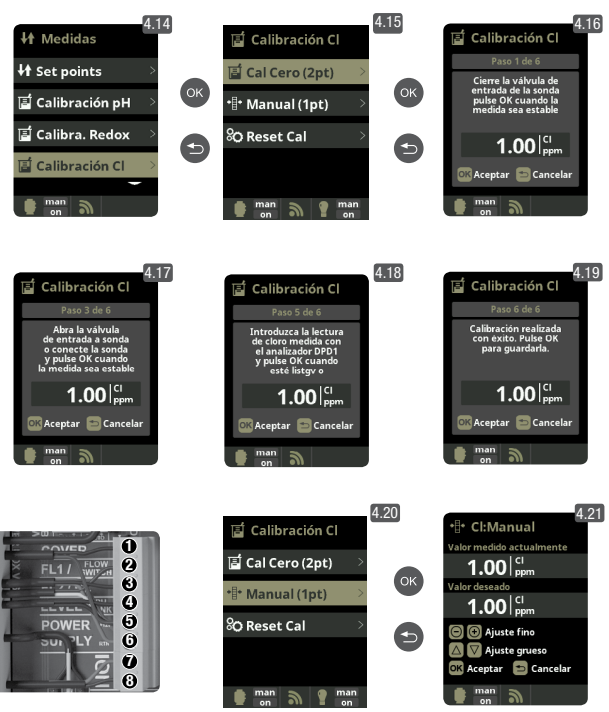 4.14
Medidas
Set points
Calibración pH
Calibra. Redox
Calibración Cl
man
on
OK
4.15
Calibración Cl
Cal Cero (2pt)
Manual (1pt)
Reset Cal
man
on
man
on
OK
4.16
Calibración Cl
Paso 1 de 6
Cierre la válvula de
entrada de la sonda
pulse OK cuando la
medida sea estable
1.00 Cl
ppm
OK Aceptar Cancelar
man
on
4.17
Calibración Cl
Paso 3 de 6
Abra la válvula
de entrada a sonda
o conecte la sonda
y pulse OK cuando
la medida sea estable
1.00 Cl
ppm
OK Aceptar Cancelar
man
on
4.18
Calibración Cl
Paso 5 de 6
Introduzca la lectura
de cloro medida con
el analizador DPD1
y pulse OK cuando
esté listgv o
1.00 Cl
ppm
OK Aceptar Cancelar
man
on
4.19
Calibración Cl
Paso 6 de 6
Calibración realizada
con éxito. Pulse OK
para guardarla.
1.00 Cl
ppm
OK Aceptar Cancelar
man
on
COVER
FL1 / FLOW
SWITCH
LEVEL
POWER
SUPPLY
1
2
3
4
5
6
7
8
4.20
Calibración Cl
Cal Cero (2pt)
Manual (1pt)
Reset Cal
man
on
man
on
OK
4.21
Cl:Manual
Valor medido actualmente
1.00 Cl
ppm
Valor deseado
1.00 Cl
ppm
Ajuste fino
Ajuste grueso
OK Aceptar Cancelar
man
on